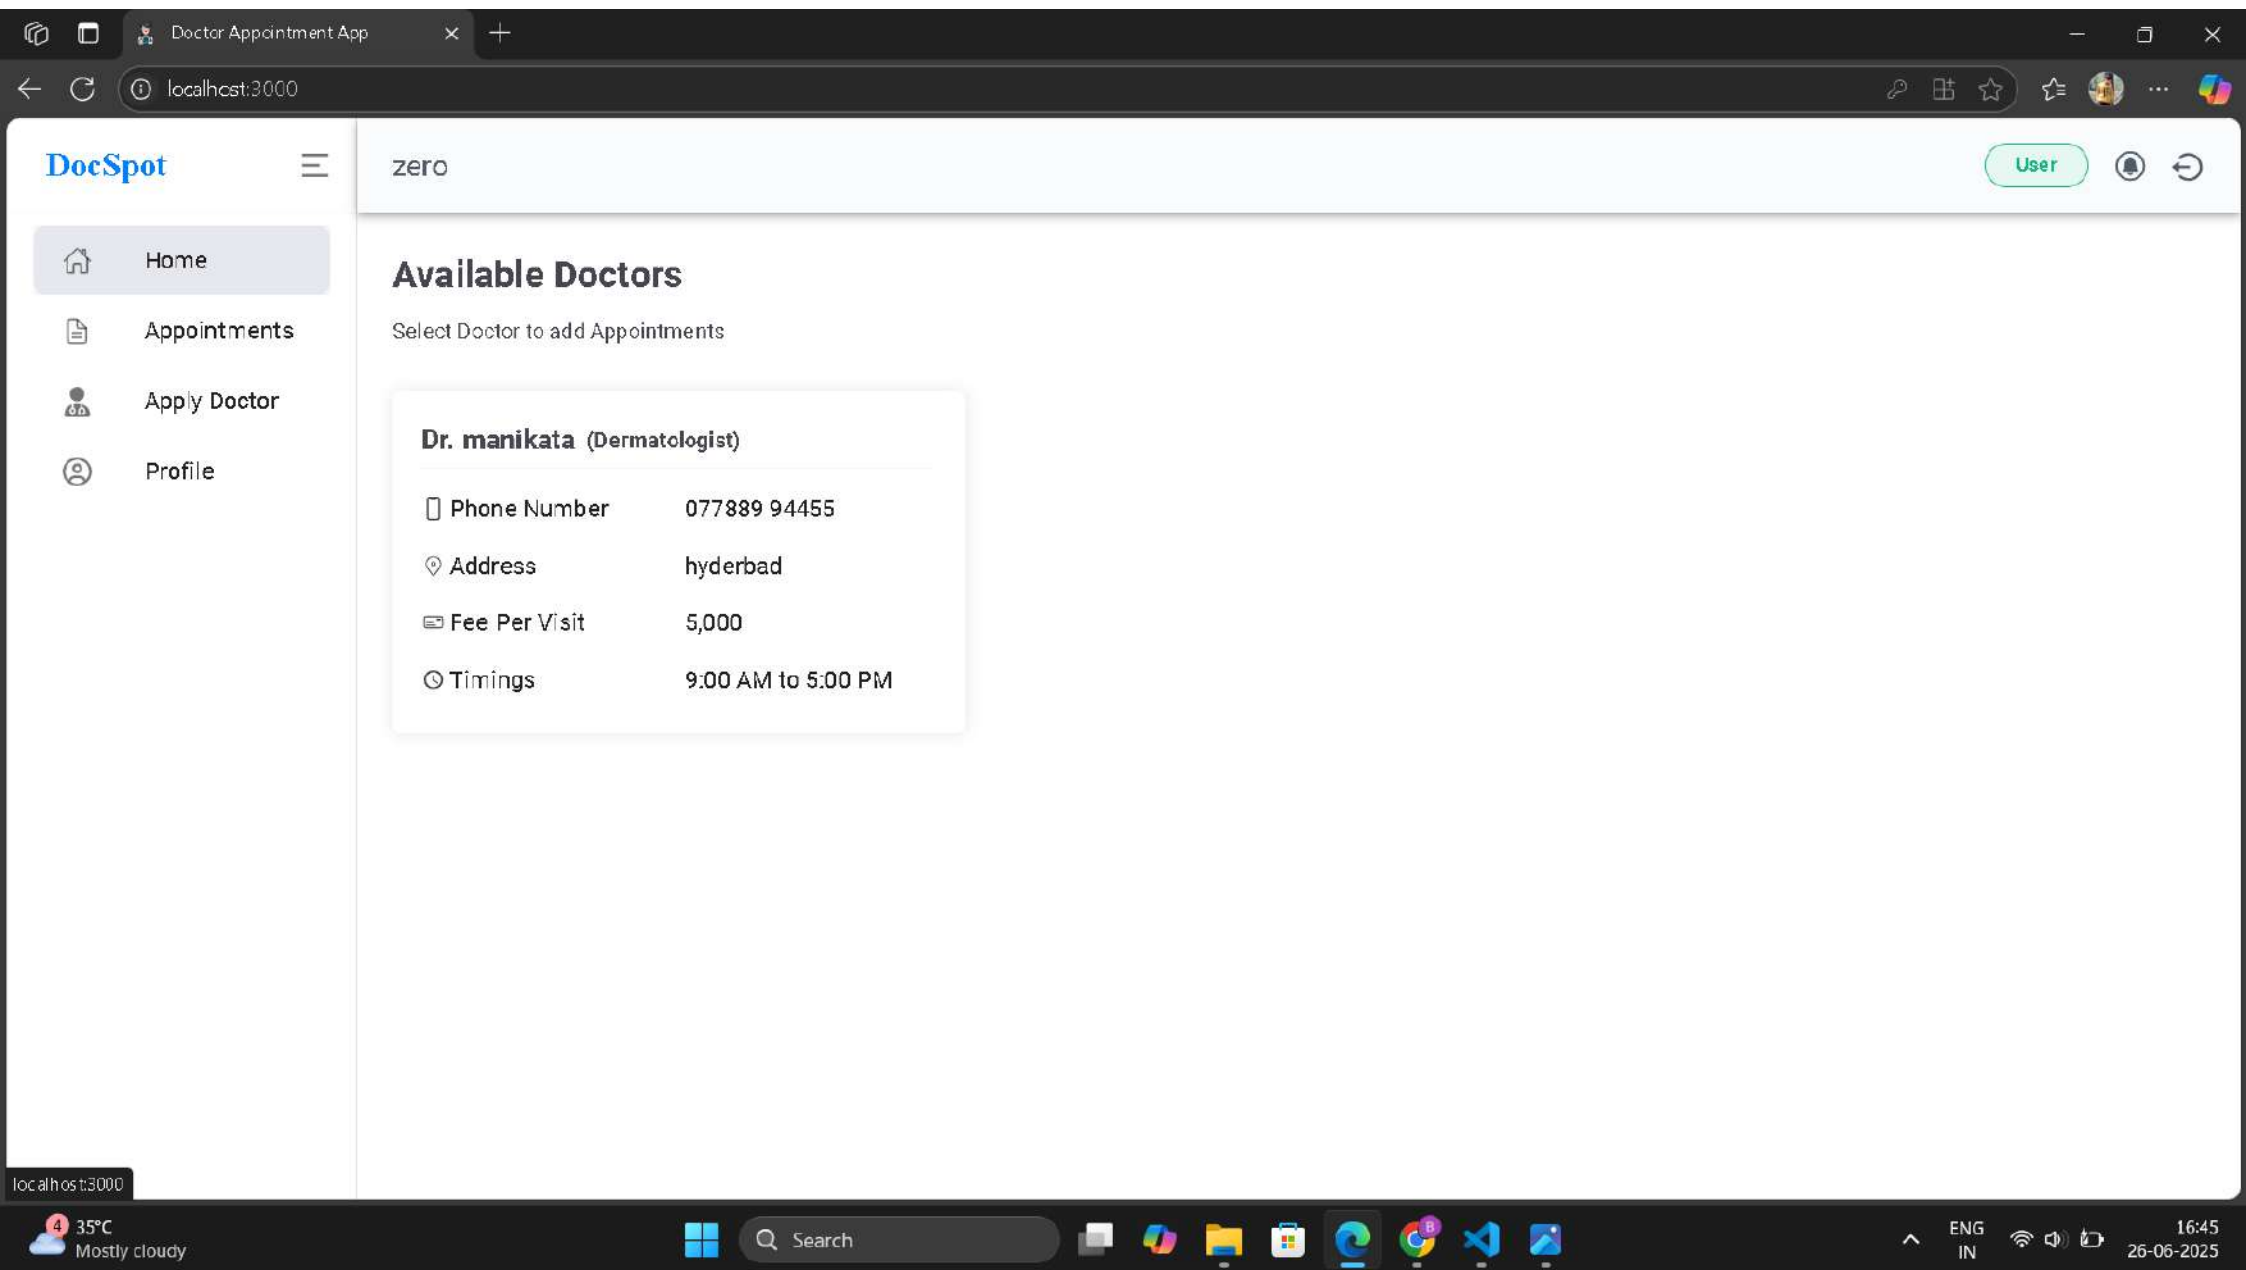 Doctor Appointment App
localhost:3000
DocSpot
zero
User
Home
Appointments
Apply Doctor
Profile
Available Doctors
Select Doctor to add Appointments
Dr. manikata (Dermatologist)
Phone Number 077889 94455
Address hyderbad
Fee Per Visit 5,000
Timings 9:00 AM to 5:00 PM
localhost:3000
4
35°C
Mostly cloudy
Search
B
ENG
IN
16:45
26-06-2025